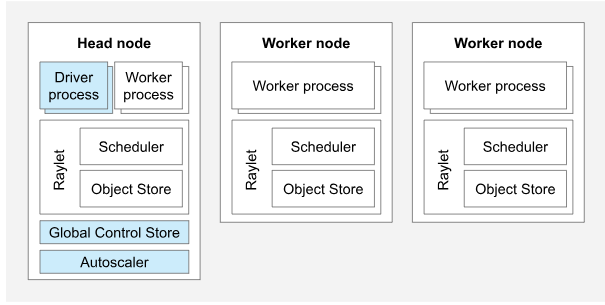 Head node
Driver
process
Worker
process
Raylet
Scheduler
Object Store
Global Control Store
Autoscaler
Worker node
Worker process
Raylet
Scheduler
Object Store
Worker node
Worker process
Raylet
Scheduler
Object Store